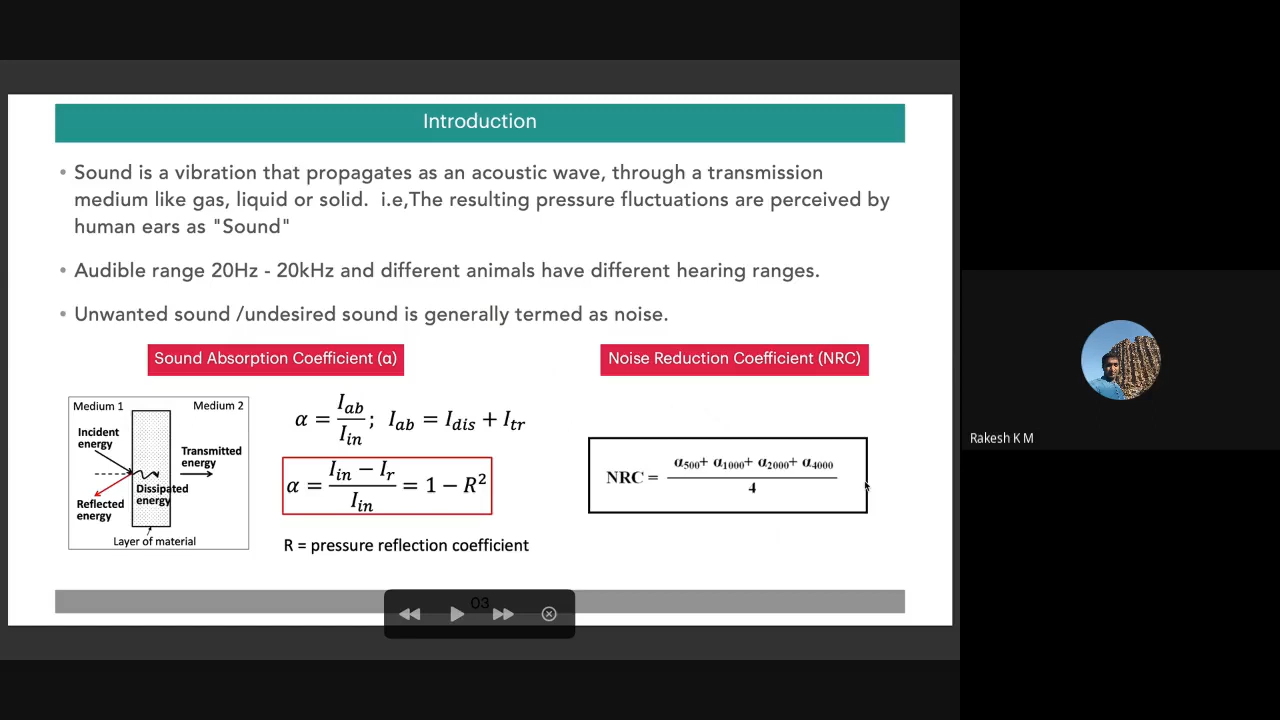 Introduction
• Sound is a vibration that propagates as an acoustic wave, through a transmission
medium like gas, liquid or solid. i.e,The resulting pressure fluctuations are perceived by
human ears as "Sound"
• Audible range 20Hz - 20kHz and different animals have different hearing ranges.
• Unwanted sound /undesired sound is generally termed as noise.
Sound Absorption Coefficient (α)
Medium 1
Medium 2
Incident
energy
Transmitted
energy
Dissipated
energy
Reflected
energy
Layer of material
α = I_ab / I_in ; I_ab = I_dis + I_tr
α = (I_in − I_r) / I_in = 1 − R²
R = pressure reflection coefficient
Noise Reduction Coefficient (NRC)
NRC = (α₅₀₀+ α₁₀₀₀+ α₂₀₀₀+ α₄₀₀₀) / 4
03
Rakesh K M